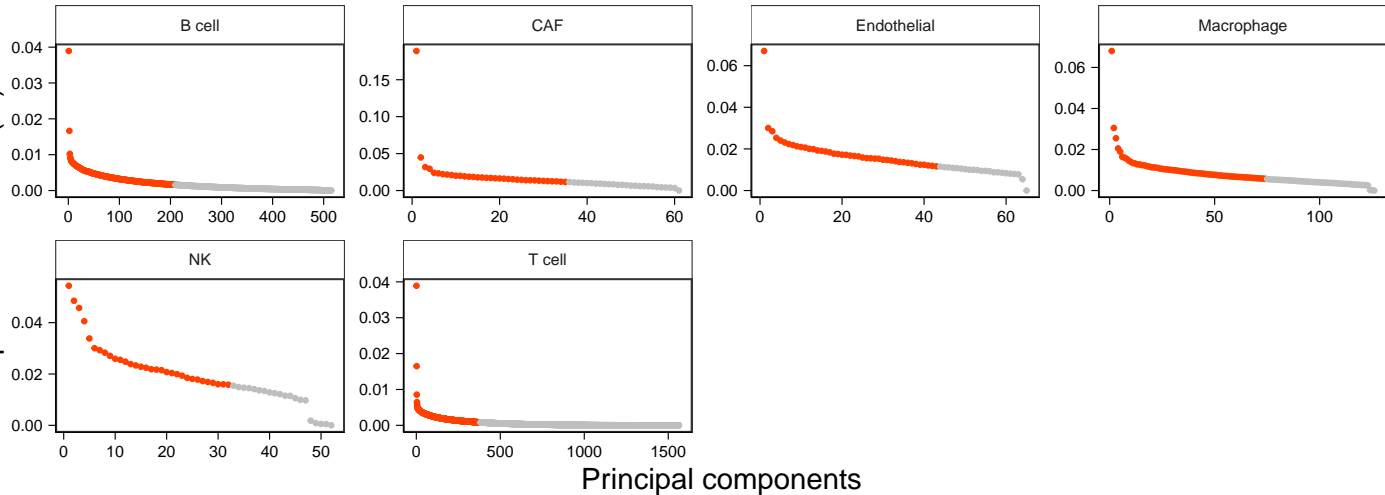 B cell CAF Endothelial Macrophage
0.04 0.03 0.02 0.01 0.00
0.15 0.10 0.05 0.00
0.06 0.04 0.02 0.00
0.06 0.04 0.02 0.00
0 100 200 300 400 500
0 20 40 60
0 20 40 60
0 50 100
NK T cell
0.04 0.02 0.00
0.04 0.03 0.02 0.01 0.00
0 10 20 30 40 50
0 500 1000 1500
Principal components